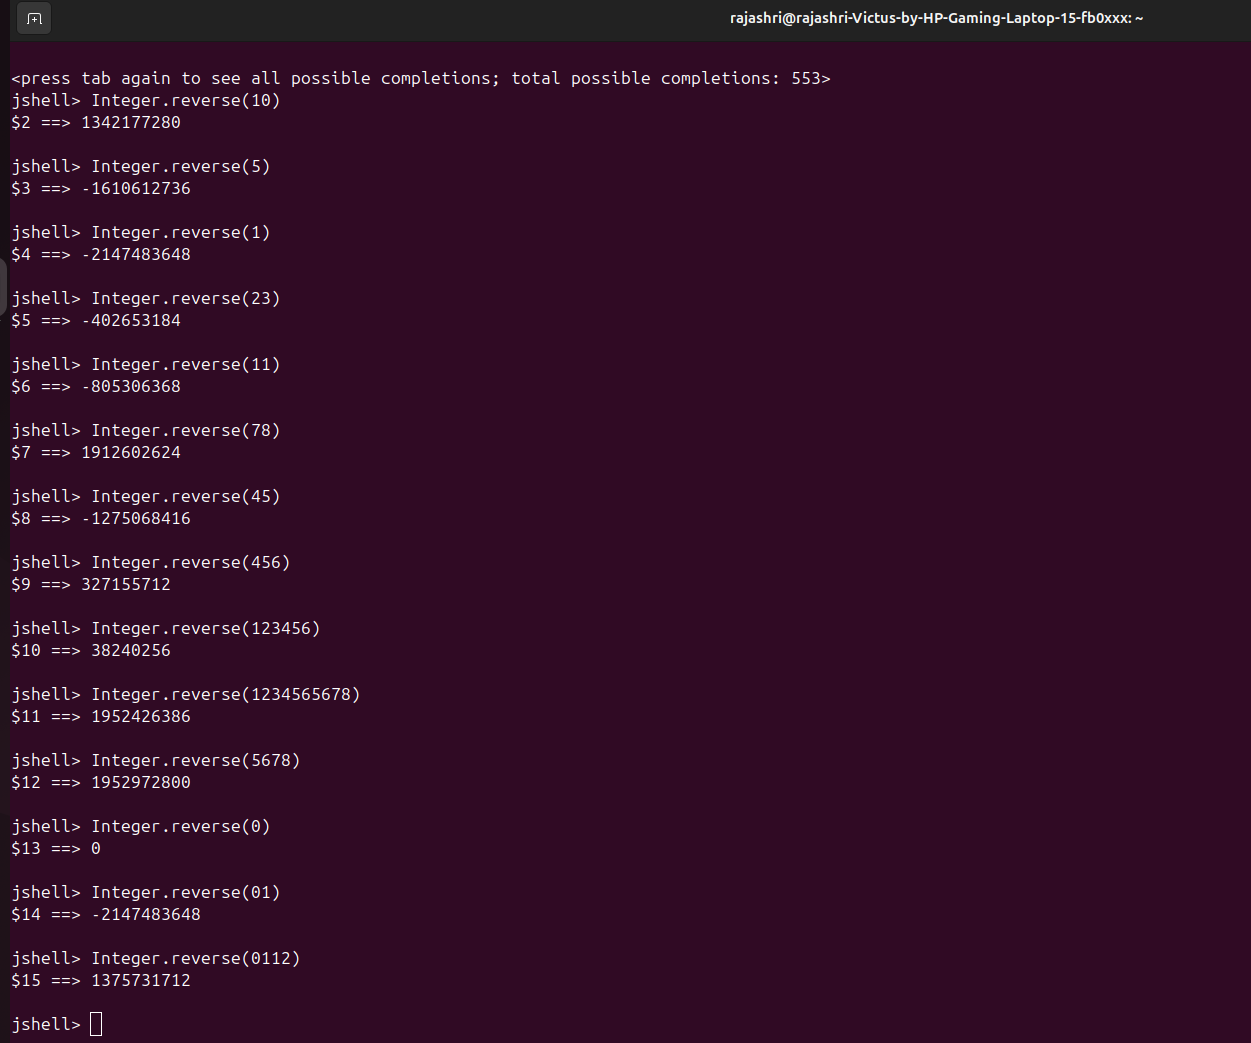 rajashri@rajashri-Victus-by-HP-Gaming-Laptop-15-fb0xxx: ~
<press tab again to see all possible completions; total possible completions: 553>
jshell> Integer.reverse(10)
$2 ==> 1342177280
jshell> Integer.reverse(5)
$3 ==> -1610612736
jshell> Integer.reverse(1)
$4 ==> -2147483648
jshell> Integer.reverse(23)
$5 ==> -402653184
jshell> Integer.reverse(11)
$6 ==> -805306368
jshell> Integer.reverse(78)
$7 ==> 1912602624
jshell> Integer.reverse(45)
$8 ==> -1275068416
jshell> Integer.reverse(456)
$9 ==> 327155712
jshell> Integer.reverse(123456)
$10 ==> 38240256
jshell> Integer.reverse(1234565678)
$11 ==> 1952426386
jshell> Integer.reverse(5678)
$12 ==> 1952972800
jshell> Integer.reverse(0)
$13 ==> 0
jshell> Integer.reverse(01)
$14 ==> -2147483648
jshell> Integer.reverse(0112)
$15 ==> 1375731712
jshell>